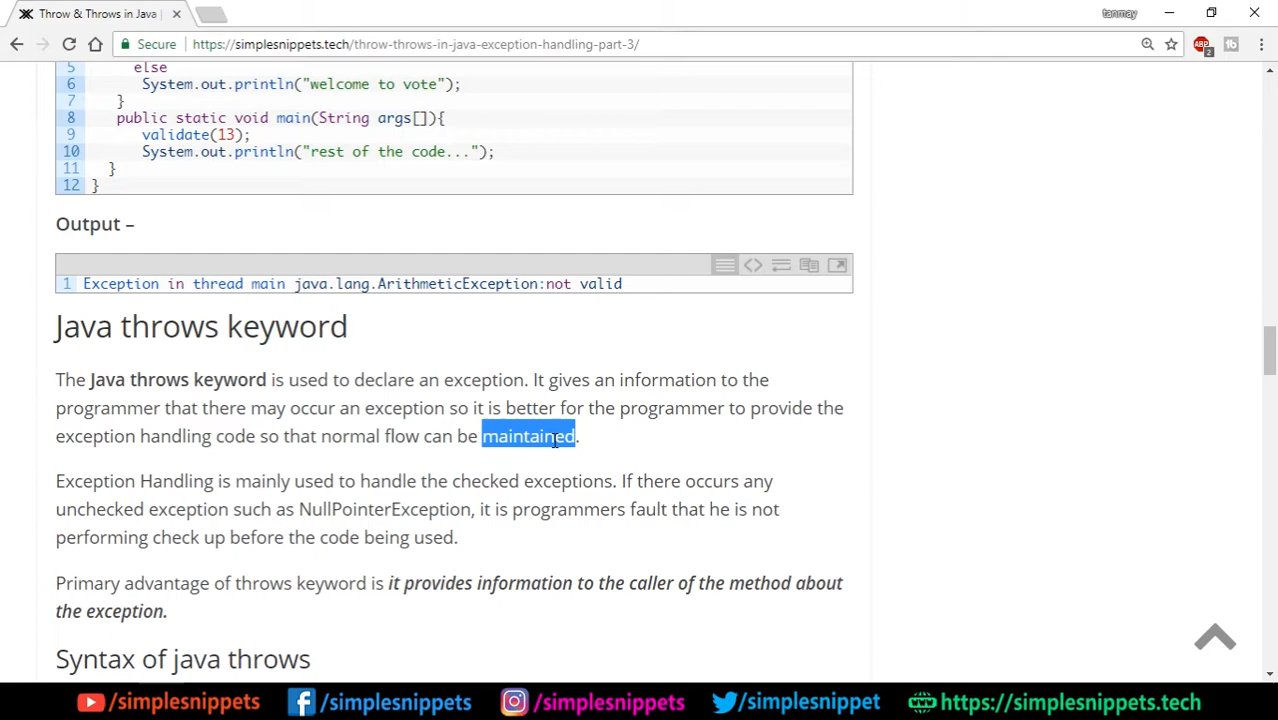 Throw & Throws in Java |
tanmay
Secure
https://simplesnippets.tech/throw-throws-in-java-exception-handling-part-3/
ABP
2
5 else
6 System.out.println("welcome to vote");
7 }
8 public static void main(String args[]){
9 validate(13);
10 System.out.println("rest of the code...");
11 }
12 }
Output –
1 Exception in thread main java.lang.ArithmeticException:not valid
Java throws keyword
The Java throws keyword is used to declare an exception. It gives an information to the
programmer that there may occur an exception so it is better for the programmer to provide the
exception handling code so that normal flow can be maintained.
Exception Handling is mainly used to handle the checked exceptions. If there occurs any
unchecked exception such as NullPointerException, it is programmers fault that he is not
performing check up before the code being used.
Primary advantage of throws keyword is it provides information to the caller of the method about
the exception.
Syntax of java throws
/simplesnippets /simplesnippets /simplesnippets /simplesnippets https://simplesnippets.tech